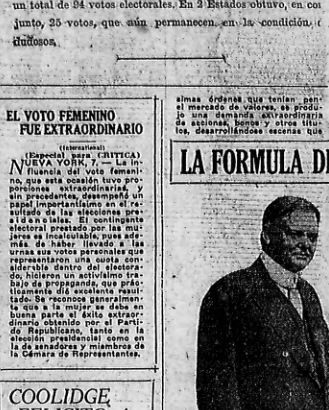 un total de 94 votos electorales. En 2 Estados obtuvo, en con
junto, 25 votos, que aún permanecen en la condición
dudosos.
EL VOTO FEMENINO
FUE EXTRAORDINARIO
(International)
(Especial para CRITICA)
NUEVA YORK, 7. — La in-
fluencia del voto femeni-
no, que esta ocasión tuvo pro-
porciones extraordinarias, y
sin precedentes, desempeñó un
papel importantísimo en el re-
sultado de las elecciones pre-
sidenciales. El contingente
electoral prestado por las mu-
jeres es incalculable, pues ade-
más de haber llevado a las
urnas sus votos personales que
representaron una cuota con
siderable dentro del electora-
do, hicieron un activísimo tra-
bajo de propaganda, que prác-
ticamente dió excelente resul-
tado. Se reconoce generalmen-
te que a la mujer se debe en
buena parte el éxito extraor-
dinario obtenido por el Parti-
do Republicano, tanto en la
elección presidencial como en
la de senadores y miembros de
la Cámara de Representantes.
COOLIDGE
FELICITO
almas órdenes que tenían pen-
el mercado de valores, se produ-
jo una demanda extraordinaria
de acciones, bonos y otros títu-
los, desarrollándose escenas que
LA FORMULA DE